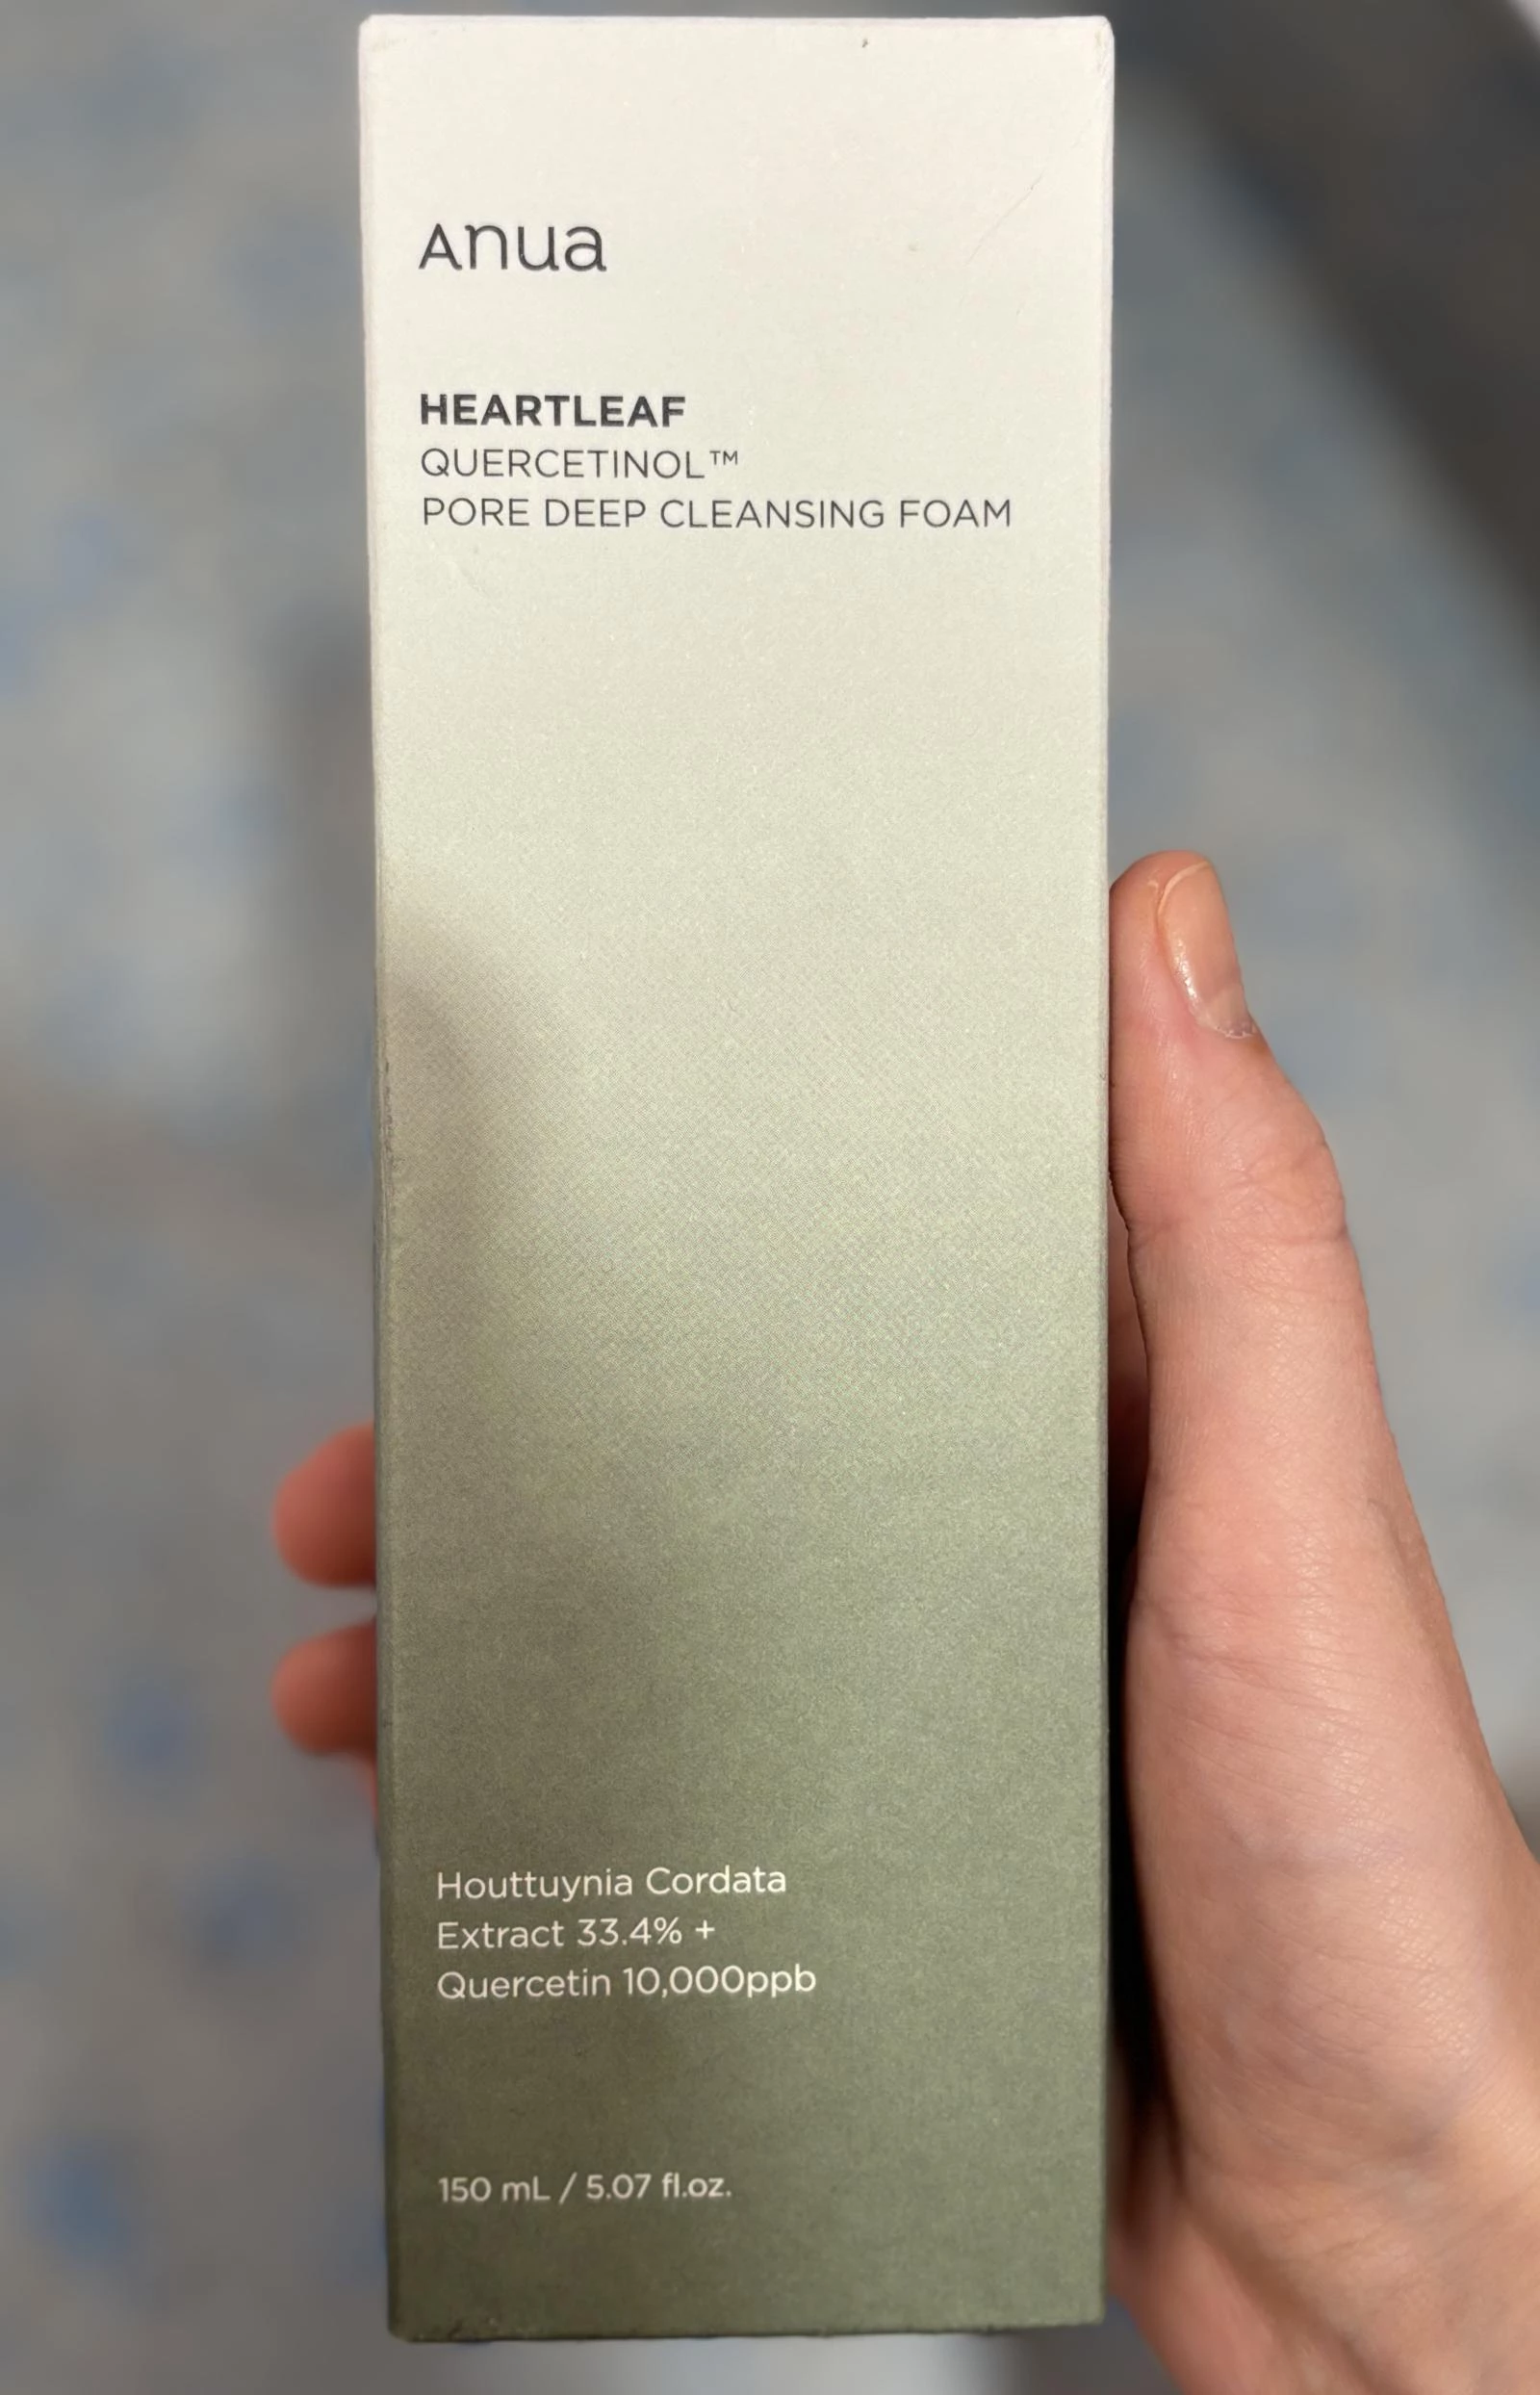 Anua
HEARTLEAF
QUERCETINOL™
PORE DEEP CLEANSING FOAM
Houttuynia Cordata
Extract 33.4% +
Quercetin 10,000ppb
150 mL / 5.07 fl.oz.